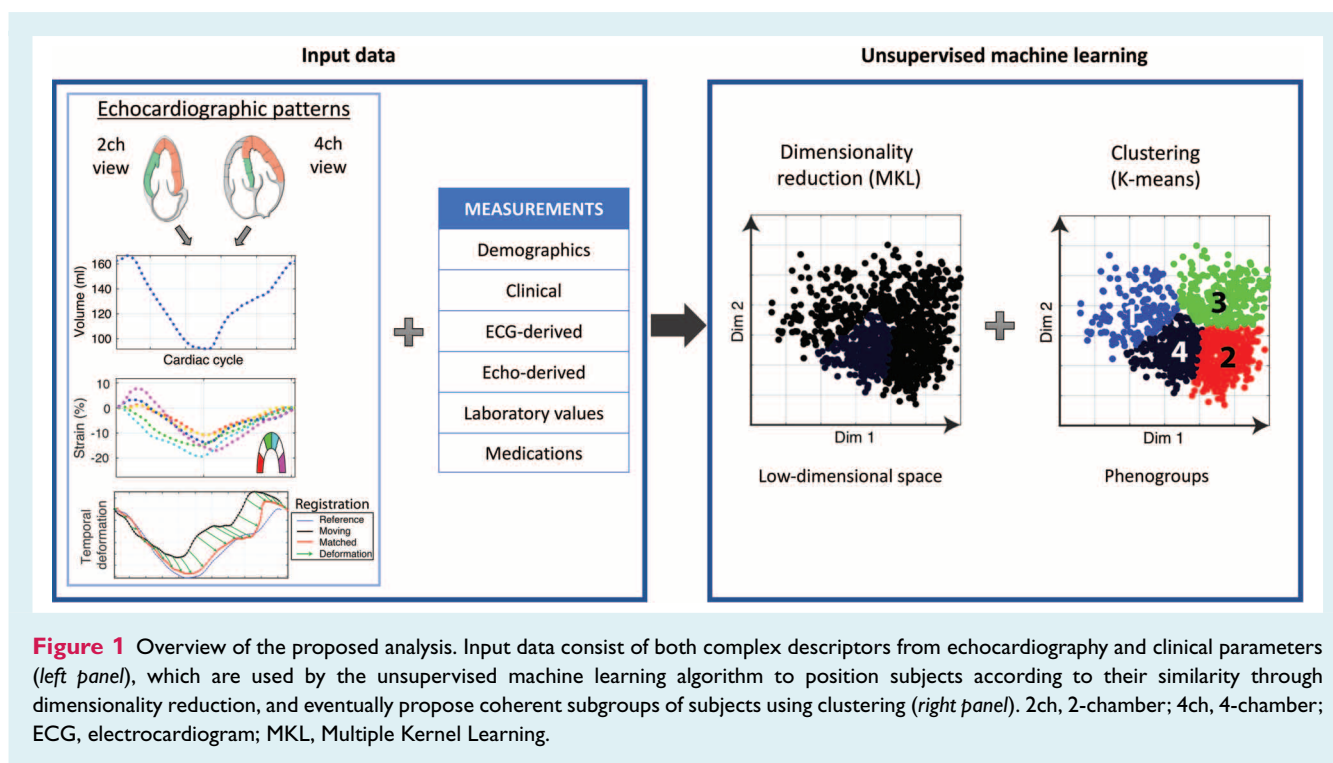 Input data
Unsupervised machine learning
Echocardiographic patterns
2ch
view
4ch
view
Volume (ml)
160
140
120
100
Cardiac cycle
Strain (%)
10
0
-10
-20
Temporal
deformation
Registration
Reference
Moving
Matched
Deformation
MEASUREMENTS
Demographics
Clinical
ECG-derived
Echo-derived
Laboratory values
Medications
Dimensionality
reduction (MKL)
Dim 2
Dim 1
Low-dimensional space
Clustering
(K-means)
Dim 2
1
3
4
2
Dim 1
Phenogroups
Figure 1 Overview of the proposed analysis. Input data consist of both complex descriptors from echocardiography and clinical parameters
(left panel), which are used by the unsupervised machine learning algorithm to position subjects according to their similarity through
dimensionality reduction, and eventually propose coherent subgroups of subjects using clustering (right panel). 2ch, 2-chamber; 4ch, 4-chamber;
ECG, electrocardiogram; MKL, Multiple Kernel Learning.